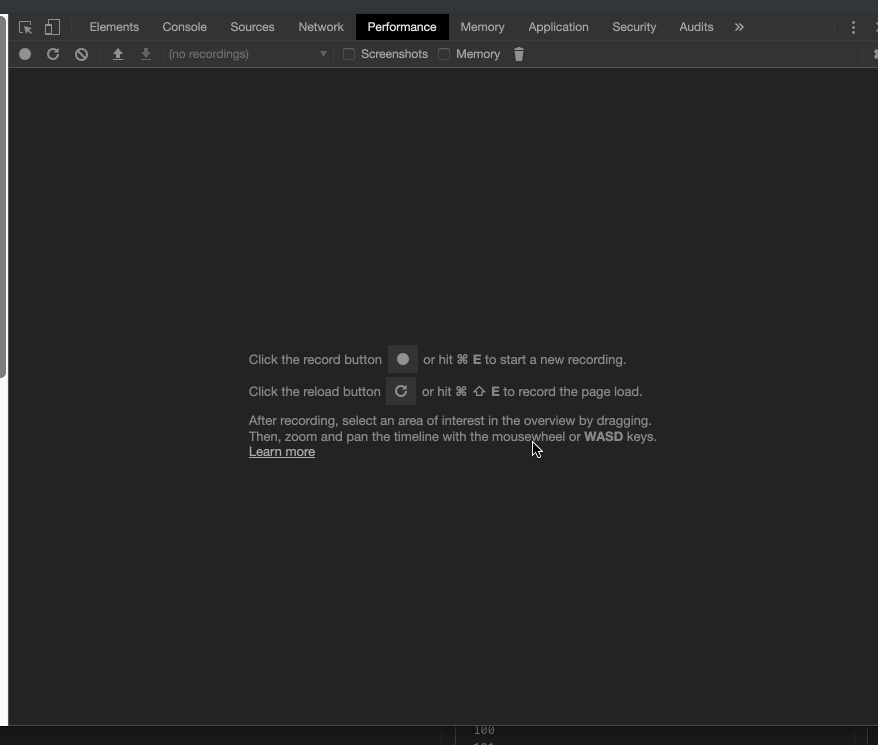 Elements Console Sources Network Performance Memory Application Security Audits »
(no recordings) Screenshots Memory
Click the record button or hit ⌘ E to start a new recording.
Click the reload button or hit ⌘ ⇧ E to record the page load.
After recording, select an area of interest in the overview by dragging.
Then, zoom and pan the timeline with the mousewheel or WASD keys.
Learn more
100